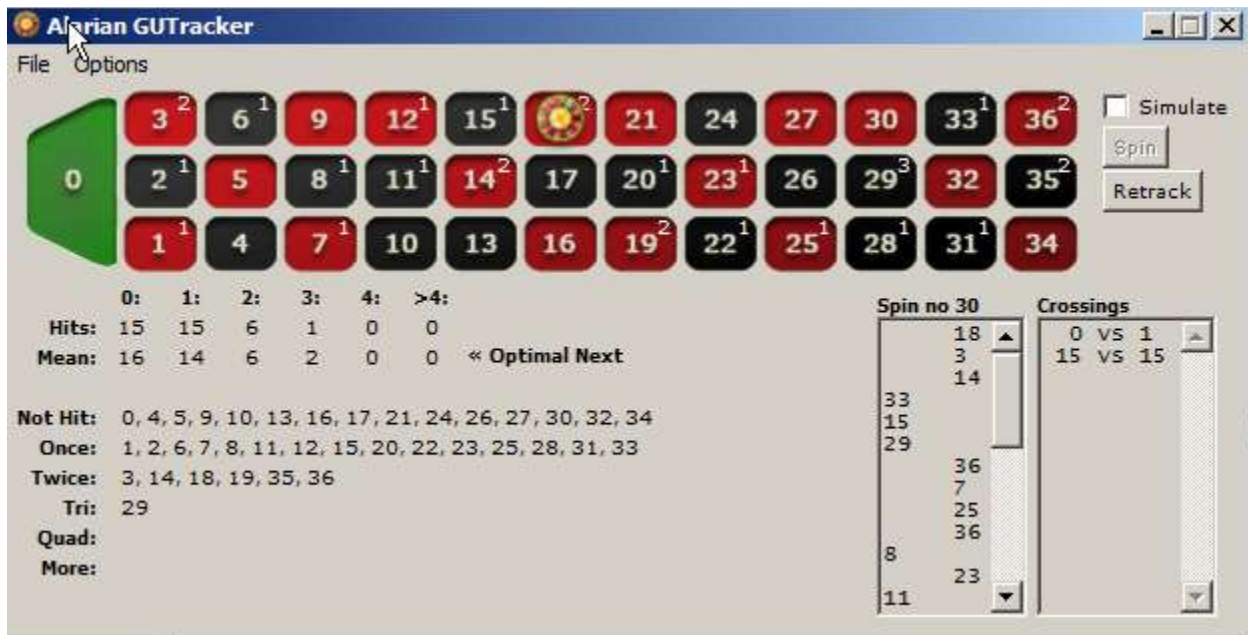 Alarian GUTracker
File Options
3 2 6 1 9 12 1 15 1 2 21 24 27 30 33 1 36 2
0 2 1 5 8 1 11 1 14 2 17 20 1 23 1 26 29 3 32 35 2
1 1 4 7 1 10 13 16 19 2 22 1 25 1 28 1 31 1 34
Simulate
Spin
Retrack
0: 1: 2: 3: 4: >4:
Hits: 15 15 6 1 0 0
Mean: 16 14 6 2 0 0 « Optimal Next
Not Hit: 0, 4, 5, 9, 10, 13, 16, 17, 21, 24, 26, 27, 30, 32, 34
Once: 1, 2, 6, 7, 8, 11, 12, 15, 20, 22, 23, 25, 28, 31, 33
Twice: 3, 14, 18, 19, 35, 36
Tri: 29
Quad:
More:
Spin no 30
18
3
14
33
15
29
36
7
25
36
8
23
11
Crossings
0 vs 1
15 vs 15